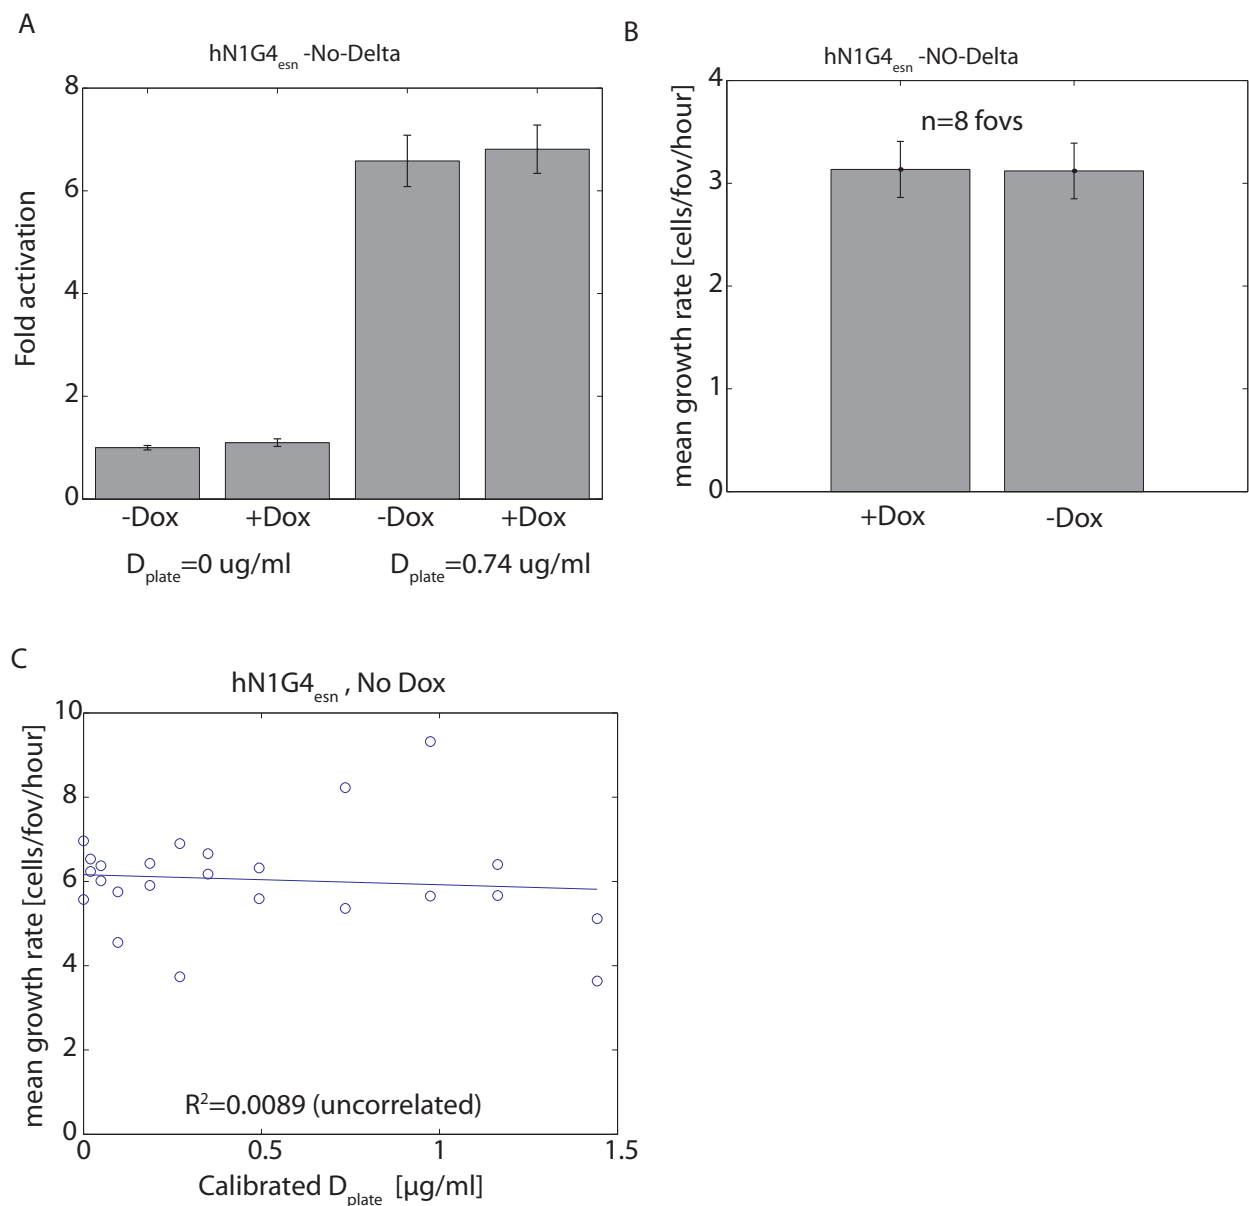 A
hN1G4esn -No-Delta
Fold activation
8
6
4
2
0
-Dox +Dox -Dox +Dox
Dplate=0 ug/ml Dplate=0.74 ug/ml
B
hN1G4esn -NO-Delta
mean growth rate [cells/fov/hour]
n=8 fovs
4
3
2
1
0
+Dox -Dox
C
hN1G4esn , No Dox
mean growth rate [cells/fov/hour]
10
8
6
4
2
0
R²=0.0089 (uncorrelated)
0 0.5 1 1.5
Calibrated Dplate [µg/ml]